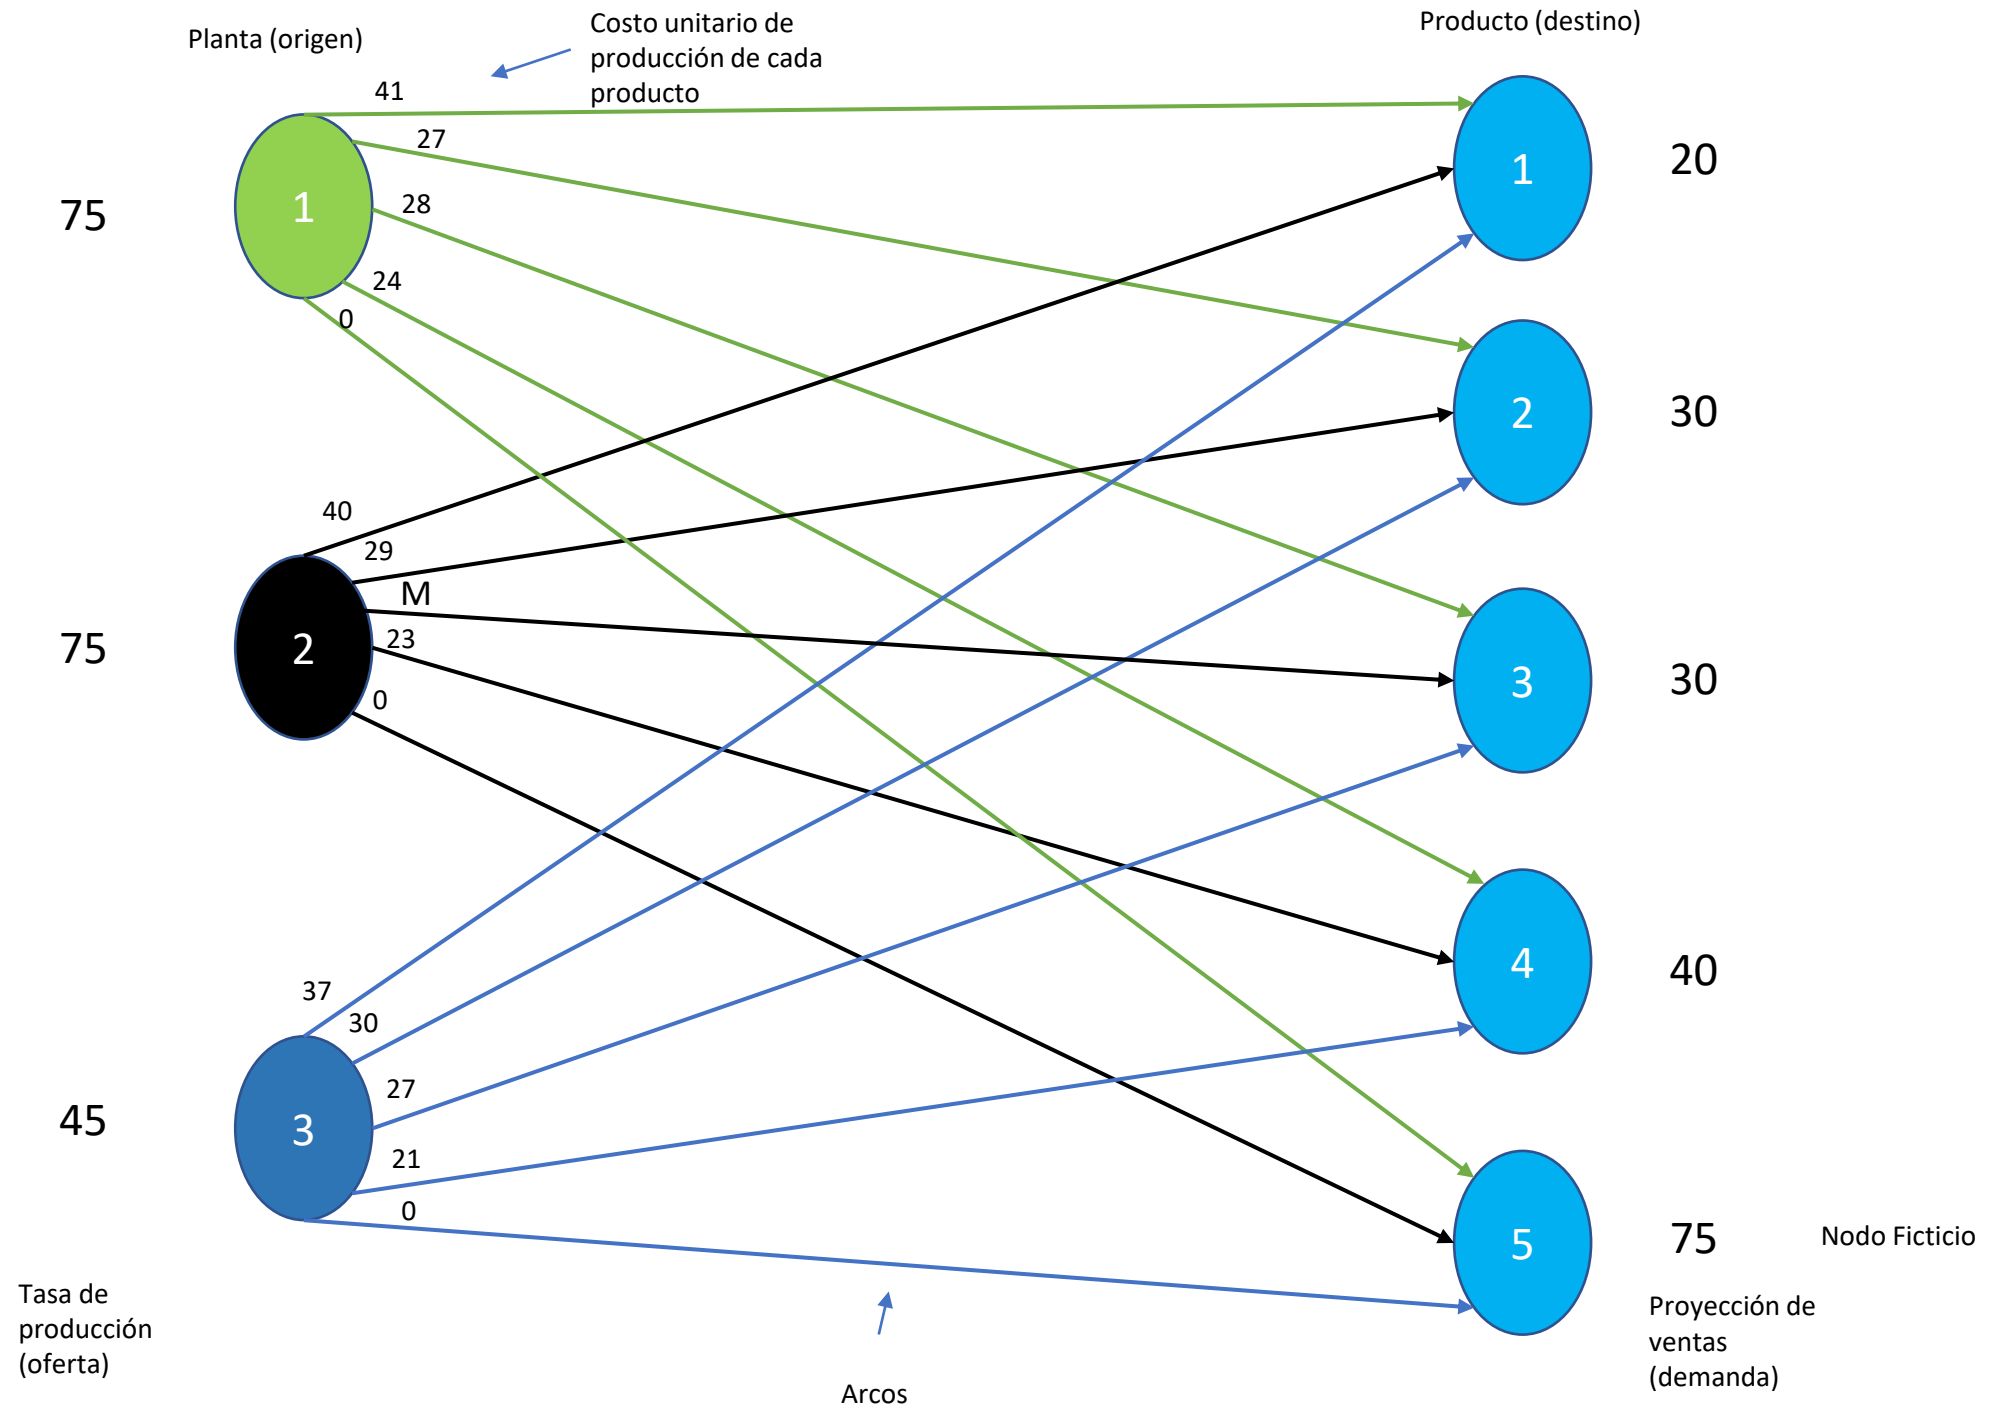 Planta (origen)
Costo unitario de
producción de cada
producto
Producto (destino)
41
27
28
24
0
75
1
1
20
2
30
40
29
M
23
0
75
2
3
30
4
40
37
30
27
21
0
45
3
5
75
Nodo Ficticio
Tasa de
producción
(oferta)
Proyección de
ventas
(demanda)
Arcos